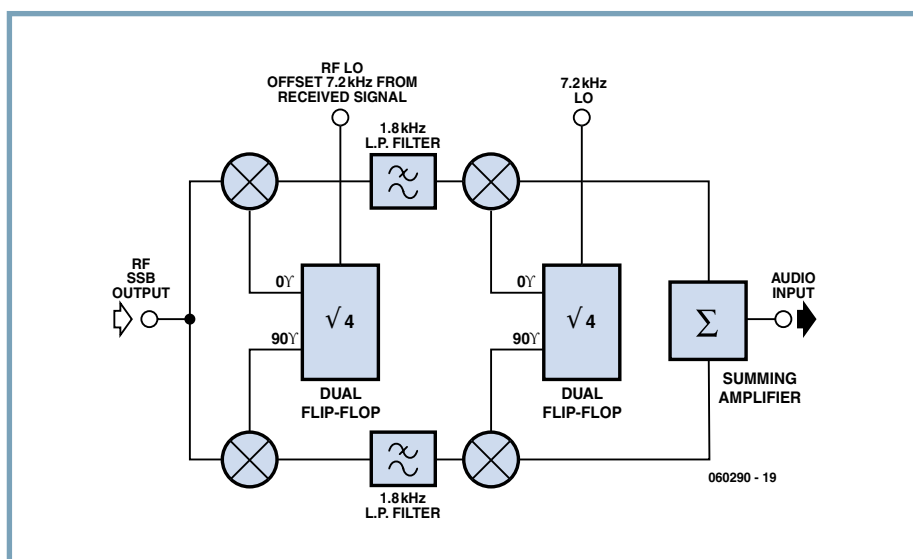 RF LO
OFFSET 7.2kHz FROM
RECEIVED SIGNAL
7.2kHz
LO
1.8kHz
L.P. FILTER
RF
SSB
OUTPUT
0ϒ
√ 4
90ϒ
DUAL
FLIP-FLOP
0ϒ
√ 4
90ϒ
DUAL
FLIP-FLOP
Σ
AUDIO
INPUT
SUMMING
AMPLIFIER
1.8kHz
L.P. FILTER
060290 - 19